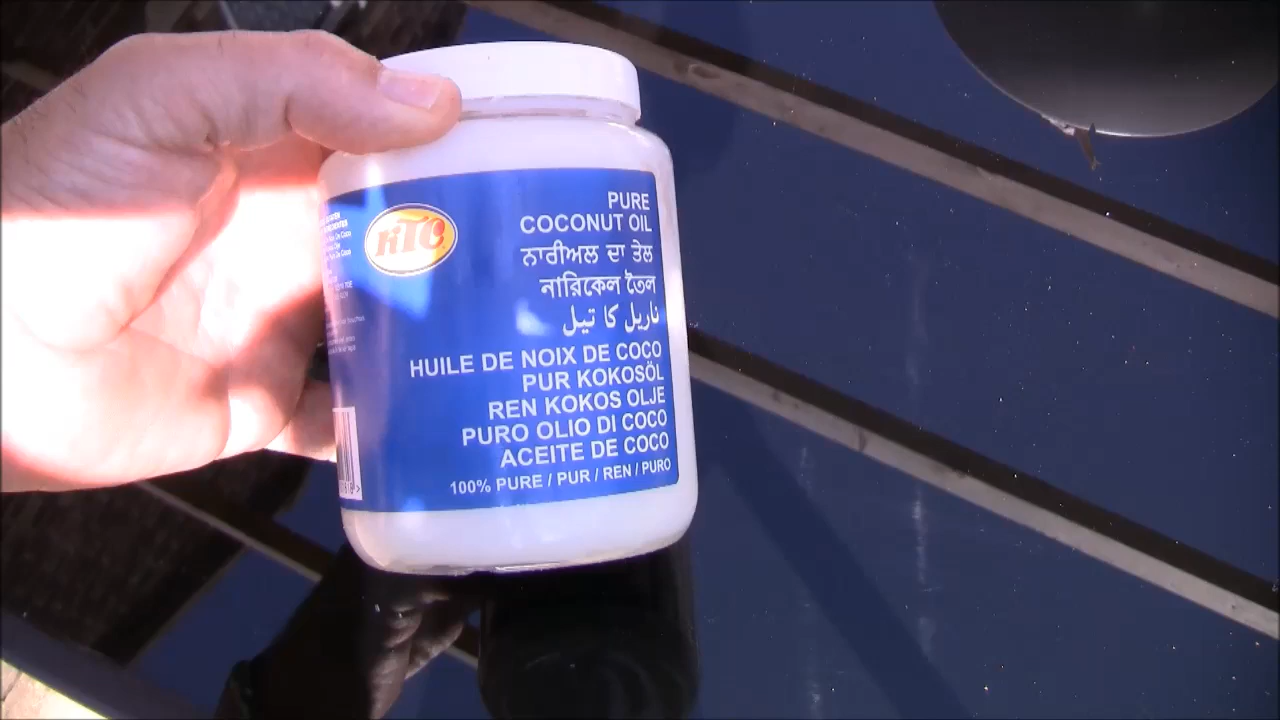 KTC
PURE
COCONUT OIL
ਨਾਰੀਅਲ ਦਾ ਤੇਲ
নারিকেল তৈল
ناریل کا تیل
HUILE DE NOIX DE COCO
PUR KOKOSÖL
REN KOKOS OLJE
PURO OLIO DI COCO
ACEITE DE COCO
100% PURE / PUR / REN / PURO